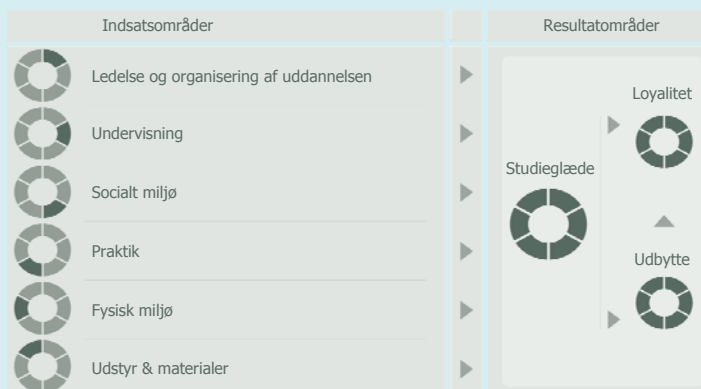 Indsatsområder
Resultatområder
Ledelse og organisering af uddannelsen
Undervisning
Socialt miljø
Praktik
Fysisk miljø
Udstyr & materialer
Studieglæde
Loyalitet
Udbytte